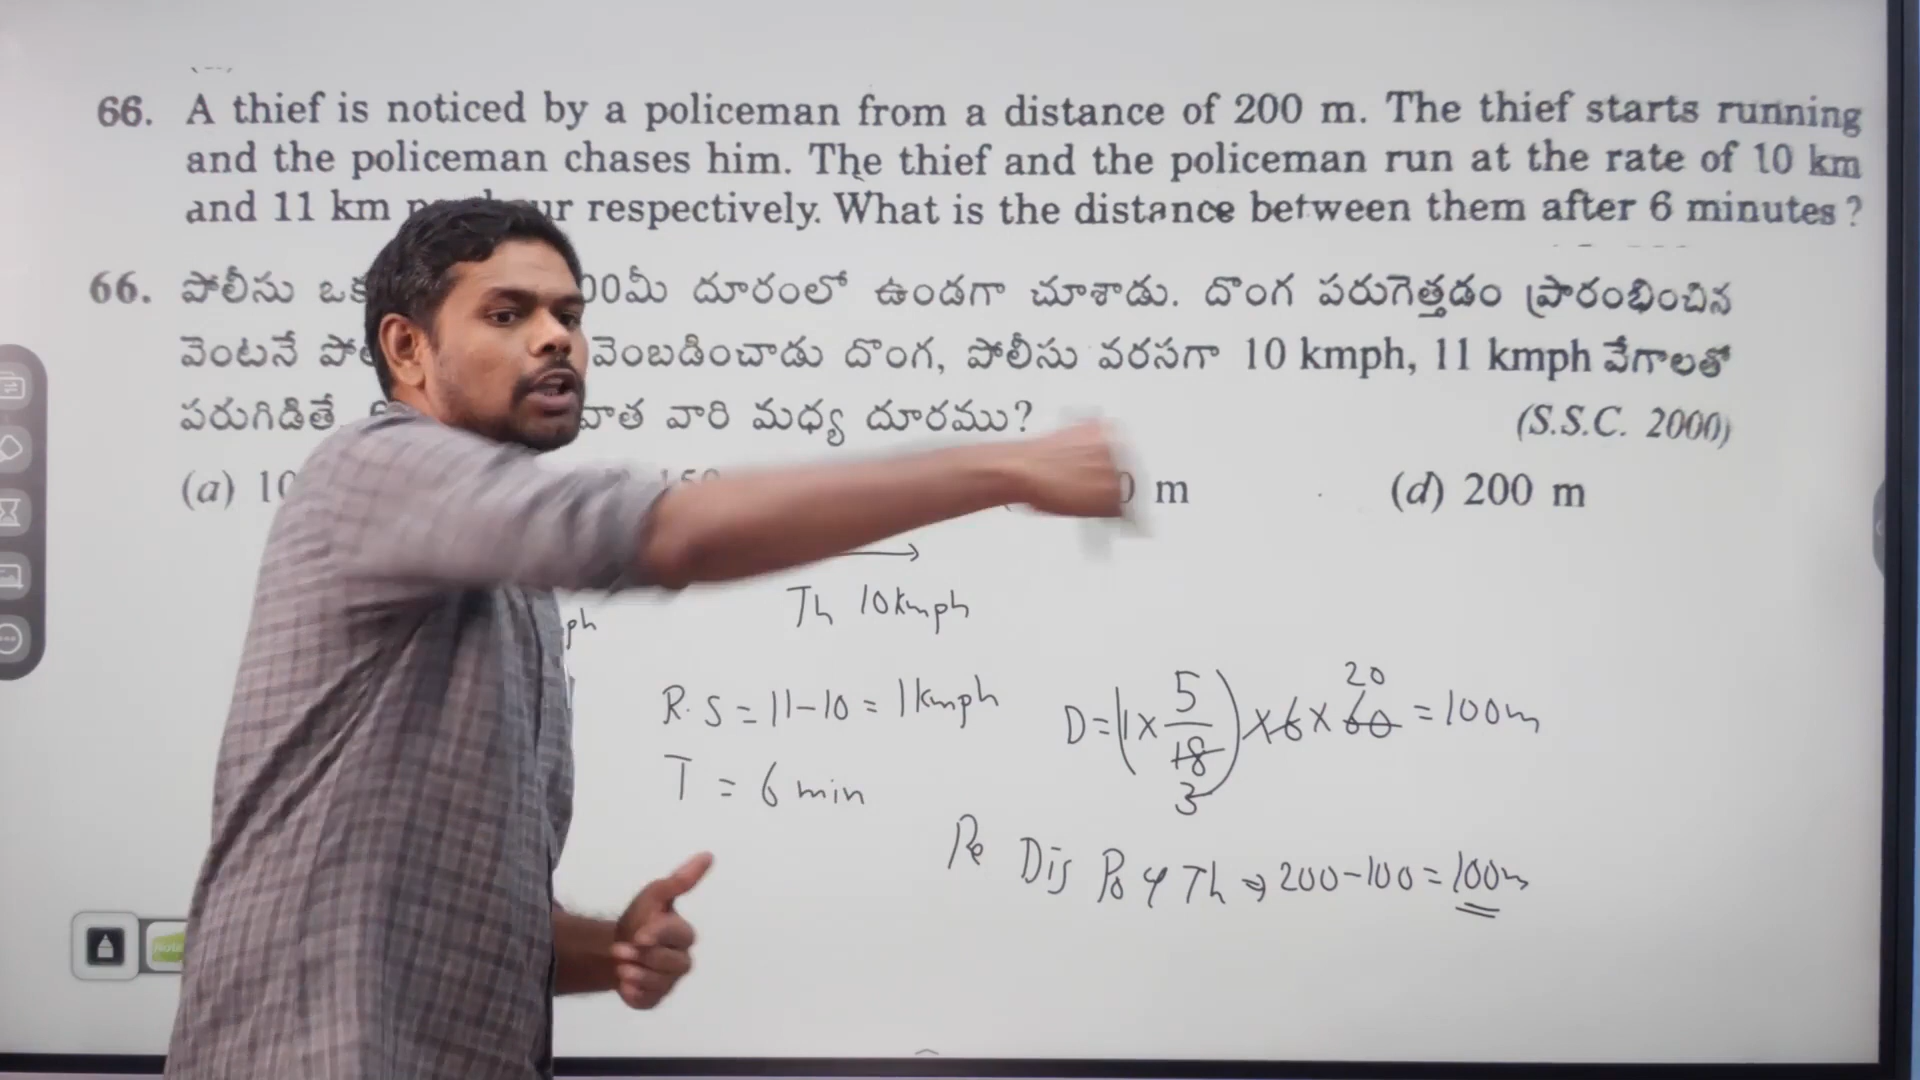 66. A thief is noticed by a policeman from a distance of 200 m. The thief starts running
and the policeman chases him. The thief and the policeman run at the rate of 10 km
and 11 km respectively. What is the distance between them after 6 minutes ?
66. పోలీసు 00మీ దూరంలో ఉండగా చూశాడు. దొంగ పరుగెత్తడం ప్రారంభించిన
వెంటనే వెంబడించాడు దొంగ, పోలీసు వరసగా 10 kmph, 11 kmph వేగాలతో
పరుగిడితే వారి మధ్య దూరము?
(S.S.C. 2000)
(a) 10 m (d) 200 m
Th 10kmph
ph
R.S = 11-10 = 1kmph
D = (1 × 5/18) × 6 × 60 = 100m
20
3
T = 6 min
Dis Po & Th → 200-100 = 100m